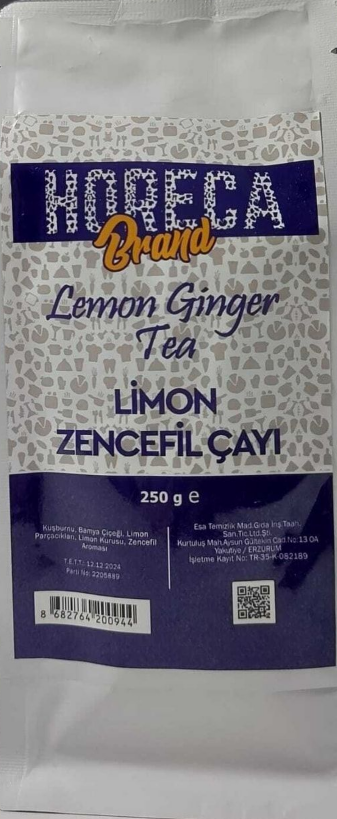 HORECA
Brand
Lemon Ginger
Tea
LİMON
ZENCEFİL ÇAYI
250 g e
Kuşburnu, Bamya Çiçeği, Limon
Parçacıkları, Limon Kurusu, Zencefil
Aroması
T.E.T.T.: 12.12.2024
Parti No: 2205889
8 682764 200944
Esa Temizlik Mad.Gıda İnş.Taah.
San.Tic.Ltd.Şti.
Kurtuluş Mah.Aysun Gültekin Cad No:13 0A
Yakutiye / ERZURUM
İşletme Kayıt No: TR-35-K-082189